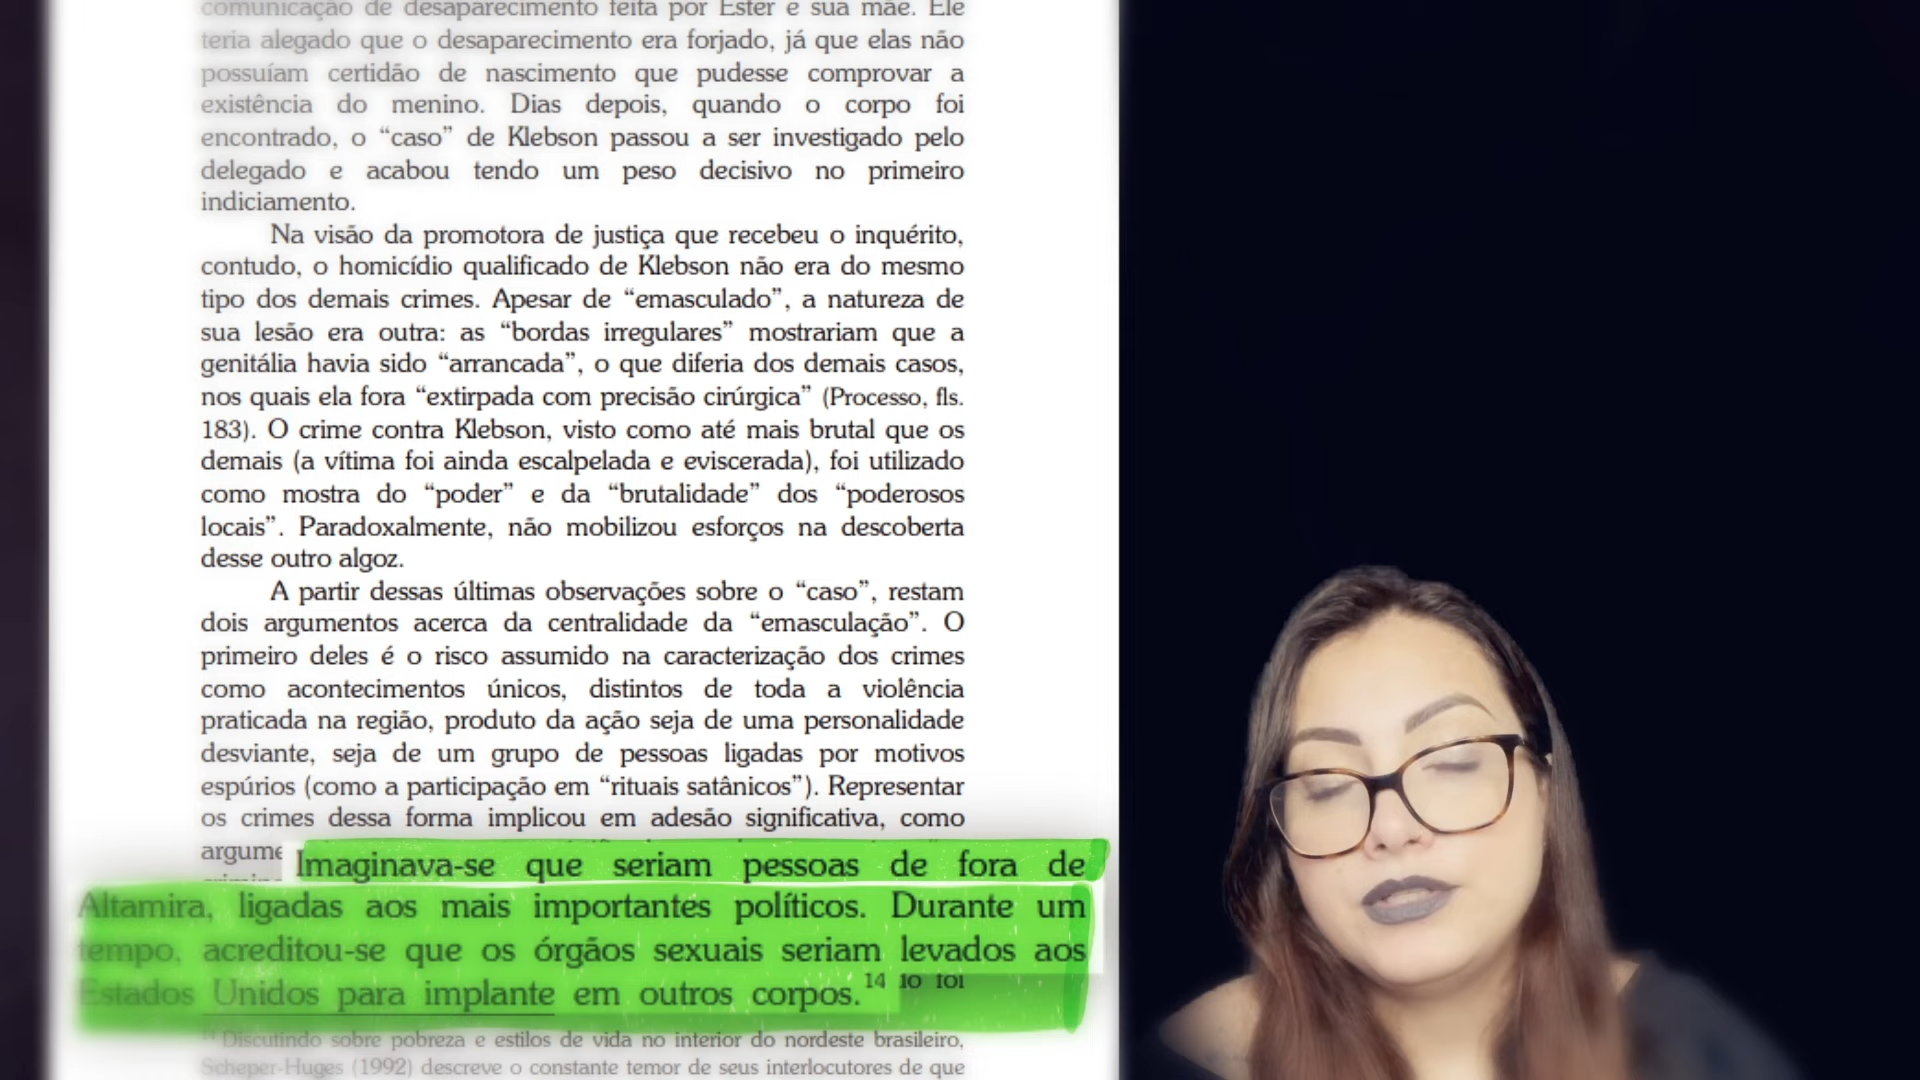 comunicação de desaparecimento feita por Ester e sua mãe. Ele
teria alegado que o desaparecimento era forjado, já que elas não
possuíam certidão de nascimento que pudesse comprovar a
existência do menino. Dias depois, quando o corpo foi
encontrado, o “caso” de Klebson passou a ser investigado pelo
delegado e acabou tendo um peso decisivo no primeiro
indiciamento.
Na visão da promotora de justiça que recebeu o inquérito,
contudo, o homicídio qualificado de Klebson não era do mesmo
tipo dos demais crimes. Apesar de “emasculado”, a natureza de
sua lesão era outra: as “bordas irregulares” mostrariam que a
genitália havia sido “arrancada”, o que diferia dos demais casos,
nos quais ela fora “extirpada com precisão cirúrgica” (Processo, fls.
183). O crime contra Klebson, visto como até mais brutal que os
demais (a vítima foi ainda escalpelada e eviscerada), foi utilizado
como mostra do “poder” e da “brutalidade” dos “poderosos
locais”. Paradoxalmente, não mobilizou esforços na descoberta
desse outro algoz.
A partir dessas últimas observações sobre o “caso”, restam
dois argumentos acerca da centralidade da “emasculação”. O
primeiro deles é o risco assumido na caracterização dos crimes
como acontecimentos únicos, distintos de toda a violência
praticada na região, produto da ação seja de uma personalidade
desviante, seja de um grupo de pessoas ligadas por motivos
espúrios (como a participação em “rituais satânicos”). Representar
os crimes dessa forma implicou em adesão significativa, como
argume
Imaginava-se que seriam pessoas de fora de
Altamira, ligadas aos mais importantes políticos. Durante um
tempo, acreditou-se que os órgãos sexuais seriam levados aos
Estados Unidos para implante em outros corpos.14
foi
14 Discutindo sobre pobreza e estilos de vida no interior do nordeste brasileiro,
Scheper-Huges (1992) descreve o constante temor de seus interlocutores de que